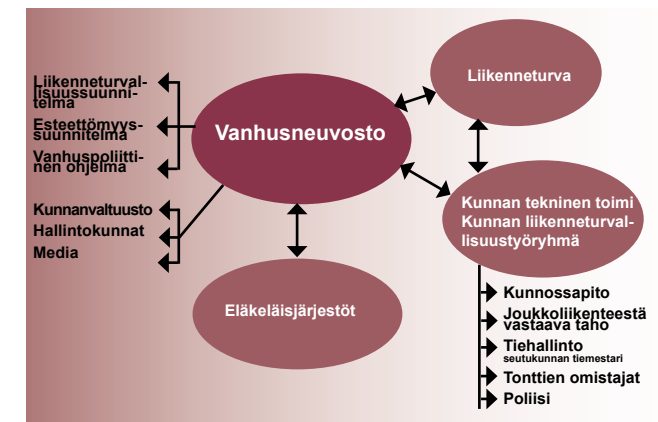 Liikenneturval-
lisuussuunni-
telma
Esteettömyys-
suunnitelma
Vanhuspoliitti-
nen ohjelma
Kunnanvaltuusto
Hallintokunnat
Media
Vanhusneuvosto
Eläkeläisjärjestöt
Liikenneturva
Kunnan tekninen toimi
Kunnan liikenneturval-
lisuustyöryhmä
Kunnossapito
Joukkoliikenteestä
vastaava taho
Tiehallinto
seutukunnan tiemestari
Tonttien omistajat
Poliisi